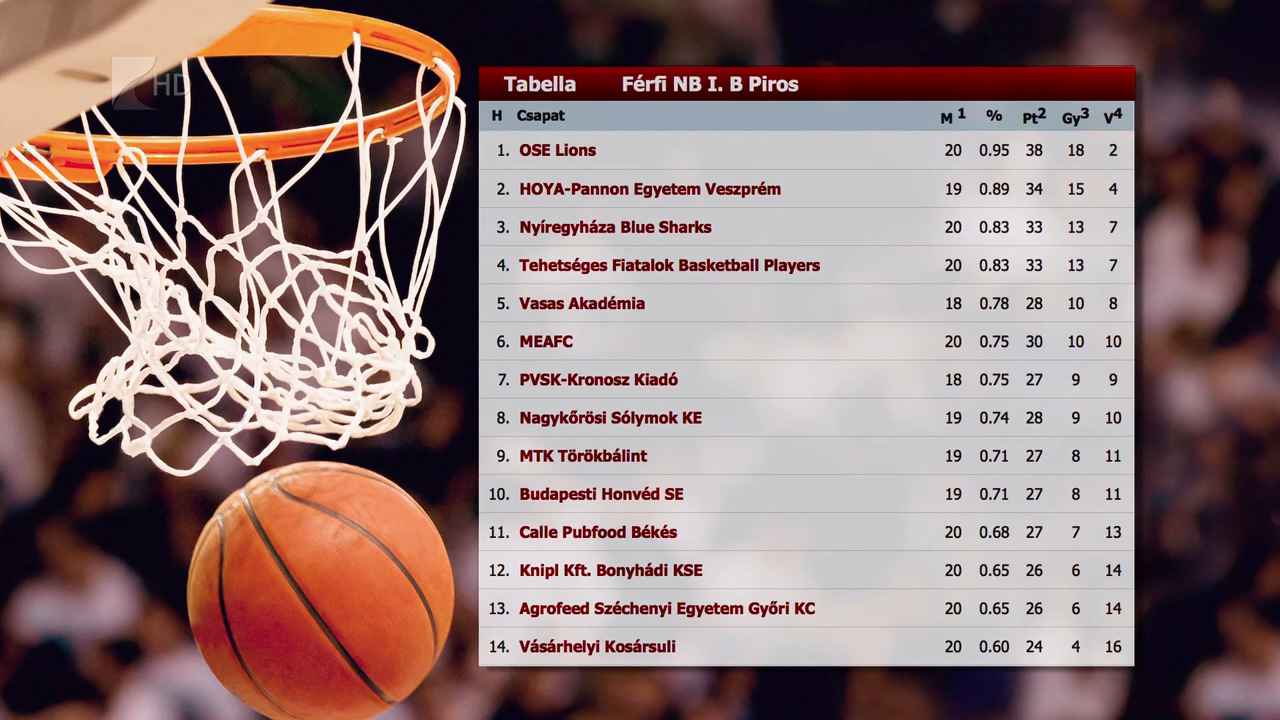 HD
Tabella Férfi NB I. B Piros
H Csapat M 1 % Pt2 Gy3 V4
1. OSE Lions 20 0.95 38 18 2
2. HOYA-Pannon Egyetem Veszprém 19 0.89 34 15 4
3. Nyíregyháza Blue Sharks 20 0.83 33 13 7
4. Tehetséges Fiatalok Basketball Players 20 0.83 33 13 7
5. Vasas Akadémia 18 0.78 28 10 8
6. MEAFC 20 0.75 30 10 10
7. PVSK-Kronosz Kiadó 18 0.75 27 9 9
8. Nagykőrösi Sólymok KE 19 0.74 28 9 10
9. MTK Törökbálint 19 0.71 27 8 11
10. Budapesti Honvéd SE 19 0.71 27 8 11
11. Calle Pubfood Békés 20 0.68 27 7 13
12. Knipl Kft. Bonyhádi KSE 20 0.65 26 6 14
13. Agrofeed Széchenyi Egyetem Győri KC 20 0.65 26 6 14
14. Vásárhelyi Kosársuli 20 0.60 24 4 16